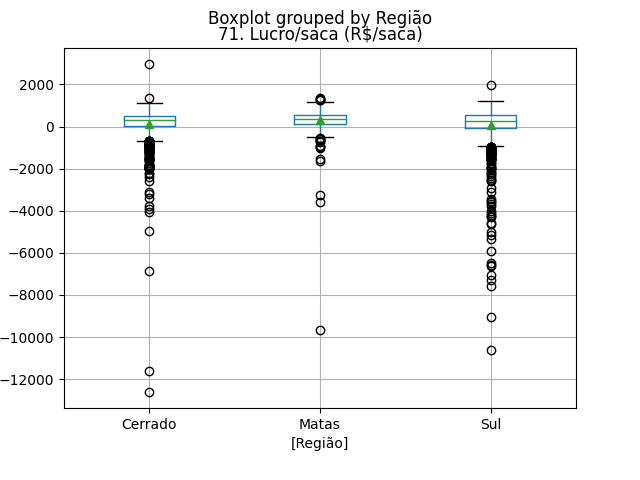 Boxplot grouped by Região
71. Lucro/saca (R$/saca)
2000
0
−2000
−4000
−6000
−8000
−10000
−12000
Cerrado Matas Sul
[Região]